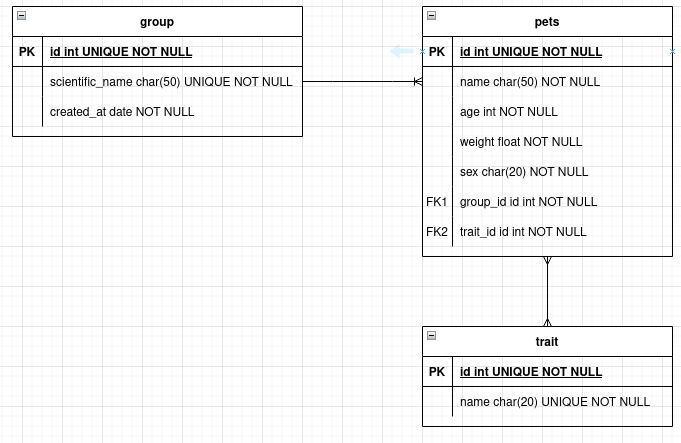 group
PK id int UNIQUE NOT NULL
scientific_name char(50) UNIQUE NOT NULL
created_at date NOT NULL
pets
PK id int UNIQUE NOT NULL
name char(50) NOT NULL
age int NOT NULL
weight float NOT NULL
sex char(20) NOT NULL
FK1 group_id id int NOT NULL
FK2 trait_id id int NOT NULL
trait
PK id int UNIQUE NOT NULL
name char(20) UNIQUE NOT NULL